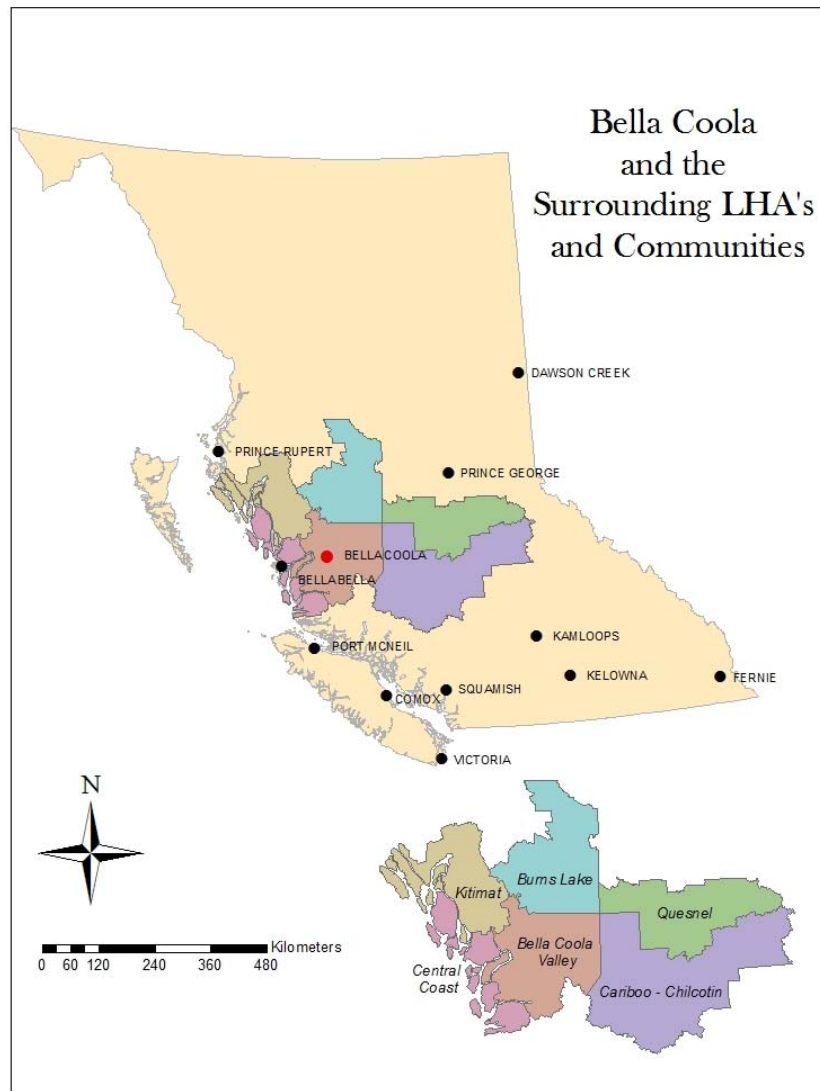 Bella Coola
and the
Surrounding LHA's
and Communities
DAWSON CREEK
PRINCE RUPERT
PRINCE GEORGE
BELLA COOLA
BELLABELLA
KAMLOOPS
PORT MCNEIL
KELOWNA
FERNIE
SQUAMISH
COMOX
VICTORIA
N
Kilometers
0 60 120 240 360 480
Burns Lake
Kitimat
Quesnel
Bella Coola
Valley
Central
Coast
Cariboo - Chilcotin